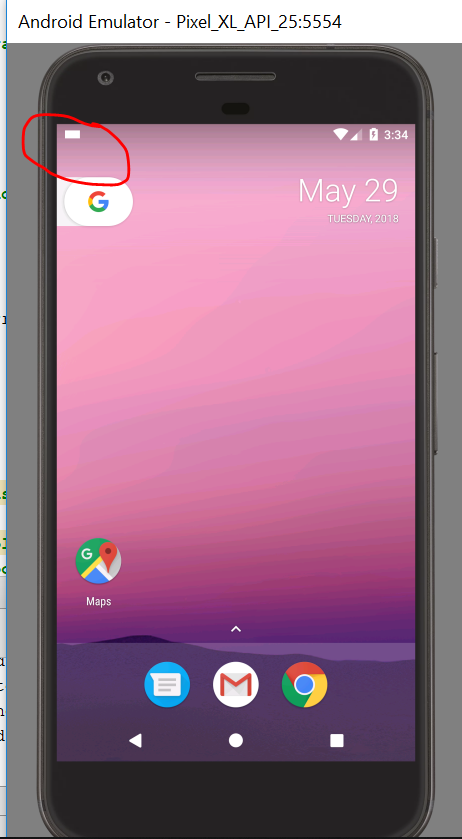 Android Emulator - Pixel_XL_API_25:5554
3:34
May 29
TUESDAY, 2018
G
G
Maps